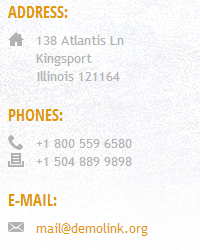 ADDRESS:
138 Atlantis Ln
Kingsport
Illinois 121164
PHONES:
+1 800 559 6580
+1 504 889 9898
E-MAIL:
mail@demolink.org